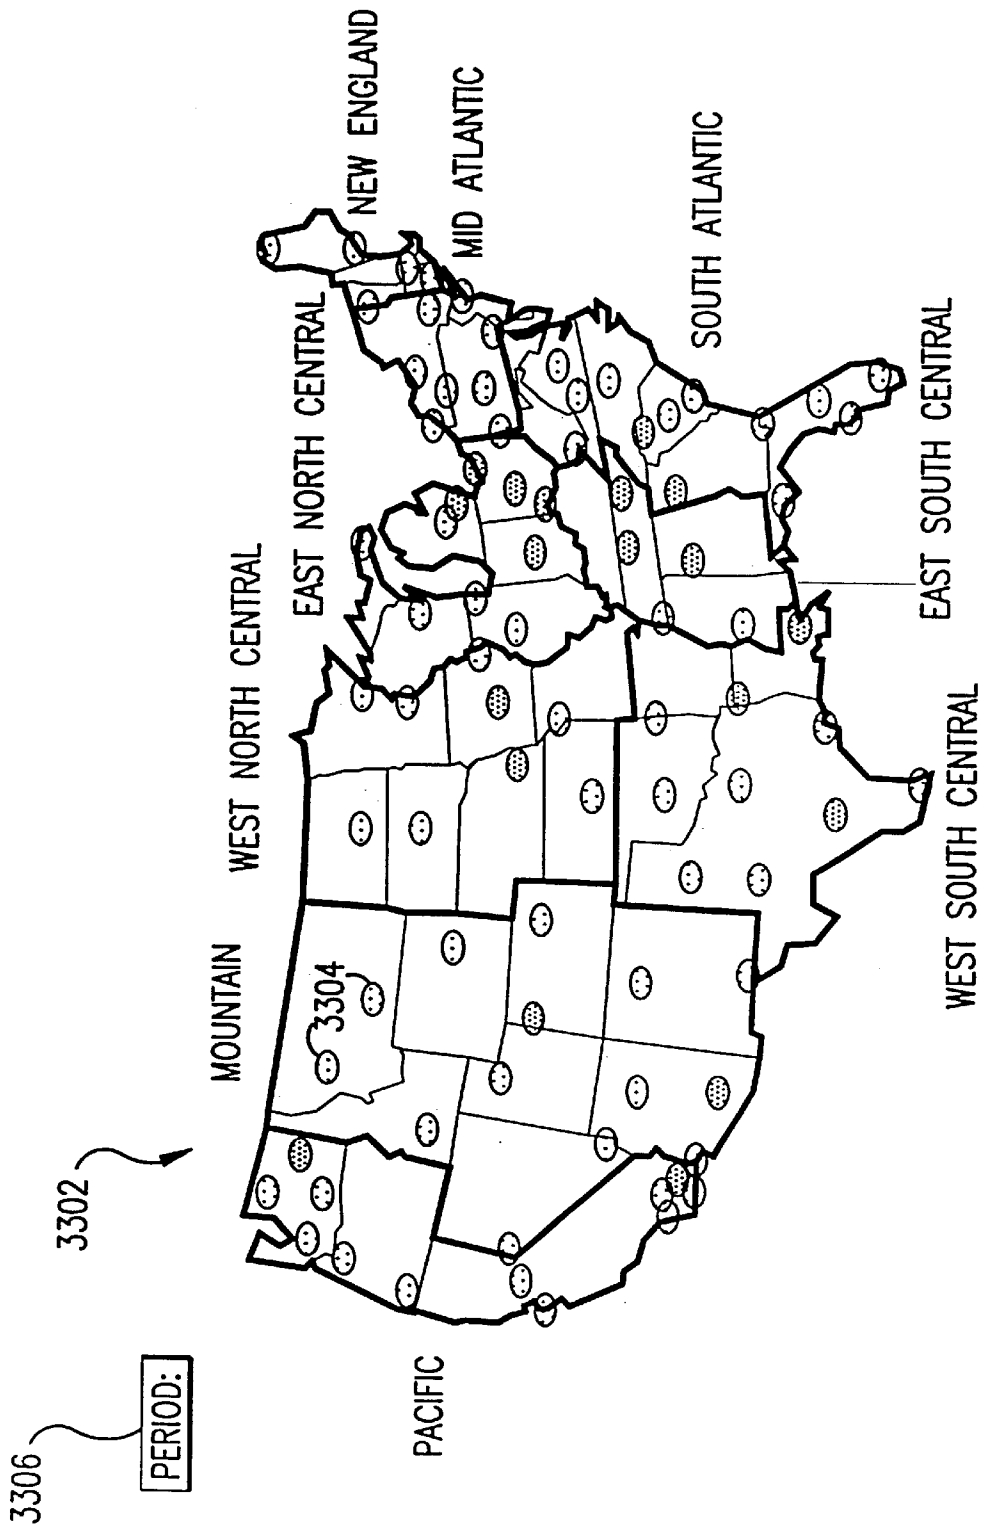 3306
PERIOD:
3302
PACIFIC
MOUNTAIN
3304
WEST NORTH CENTRAL
EAST NORTH CENTRAL
NEW ENGLAND
MID ATLANTIC
SOUTH ATLANTIC
EAST SOUTH CENTRAL
WEST SOUTH CENTRAL